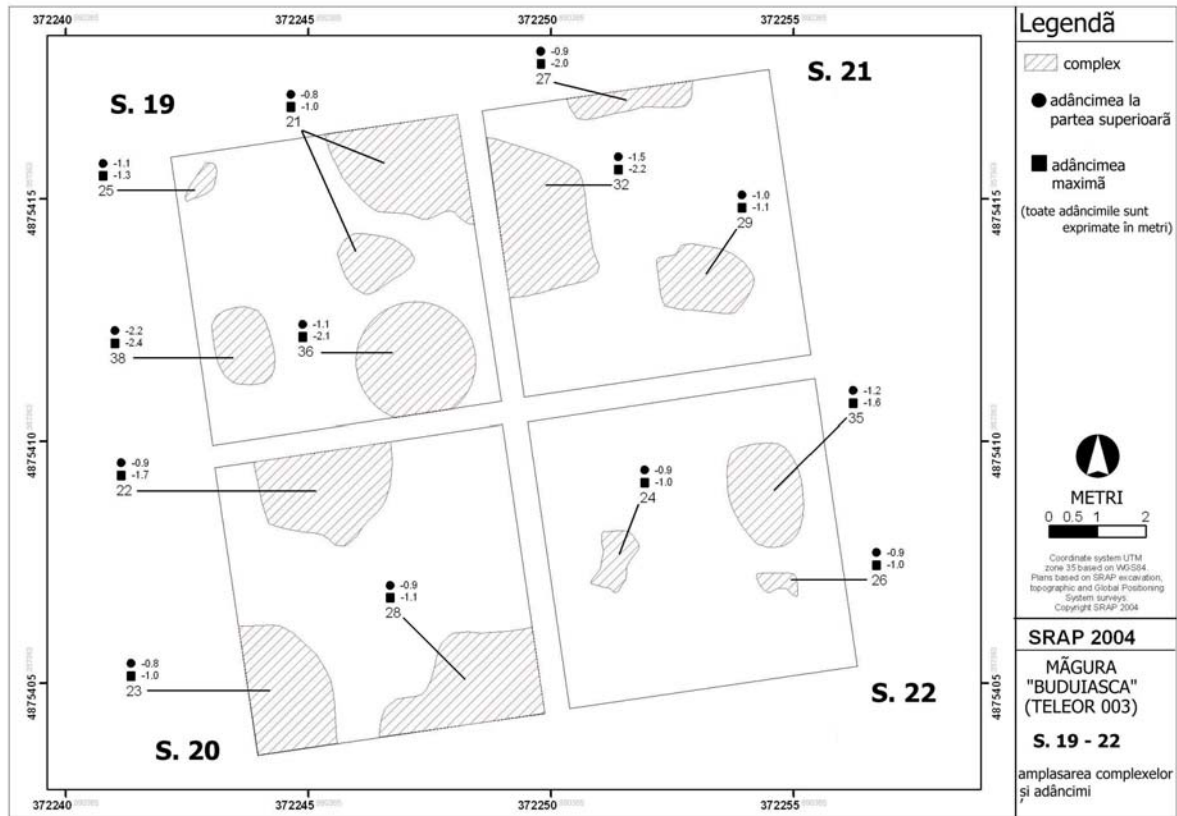 372240
372245
372250
372255
S. 19
S. 21
-0.9
-2.0
27
-0.8
-1.0
21
-1.1
-1.3
25
-1.5
-2.2
32
-1.0
-1.1
29
4875415
4875415
-2.2
-2.4
38
-1.1
-2.1
36
4875410
4875410
-1.2
-1.6
35
-0.9
-1.7
22
-0.9
-1.0
24
-0.9
-1.0
26
-0.9
-1.1
28
-0.8
-1.0
23
4875405
4875405
S. 20
S. 22
372240
372245
372250
372255
Legendã
complex
adâncimea la
partea superioarã
adâncimea
maximã
(toate adâncimile sunt
exprimate în metri)
METRI
0 0.5 1 2
Coordinate system UTM
zone 35 based on WGS84.
Plans based on SRAP excavation,
topographic and Global Positioning
System surveys.
Copyright SRAP 2004
SRAP 2004
MÃGURA
"BUDUIASCA"
(TELEOR 003)
S. 19 - 22
amplasarea complexelor
și adâncimi